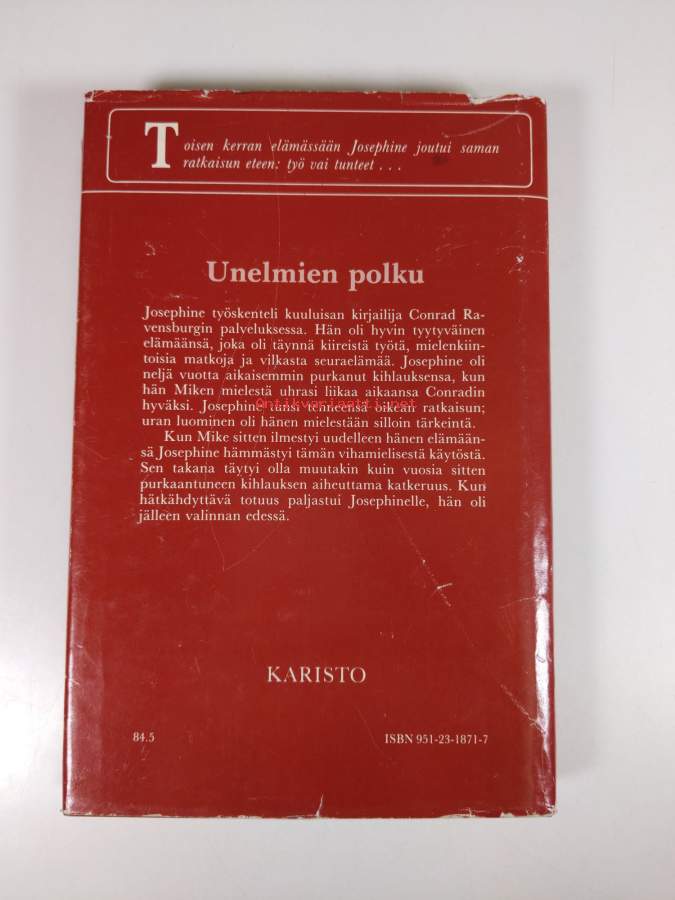 Toisen kerran elämässään Josephine joutui saman
ratkaisun eteen: työ vai tunteet . . .
Unelmien polku
Josephine työskenteli kuuluisan kirjailija Conrad Ra-
vensburgin palveluksessa. Hän oli hyvin tyytyväinen
elämäänsä, joka oli täynnä kiireistä työtä, mielenkiin-
toisia matkoja ja vilkasta seuraelämää. Josephine oli
neljä vuotta aikaisemmin purkanut kihlauksensa, kun
hän Miken mielestä uhrasi liikaa aikaansa Conradin
hyväksi. Josephine tunsi tehneensä oikean ratkaisun;
uran luominen oli hänen mielestään silloin tärkeintä.
Kun Mike sitten ilmestyi uudelleen hänen elämään-
sä Josephine hämmästyi tämän vihamielisestä käytöstä.
Sen takana täytyi olla muutakin kuin vuosia sitten
purkaantuneen kihlauksen aiheuttama katkeruus. Kun
hätkähdyttävä totuus paljastui Josephinelle, hän oli
jälleen valinnan edessä.
KARISTO
84.5
ISBN 951-23-1871-7
Antikvariaatti.net